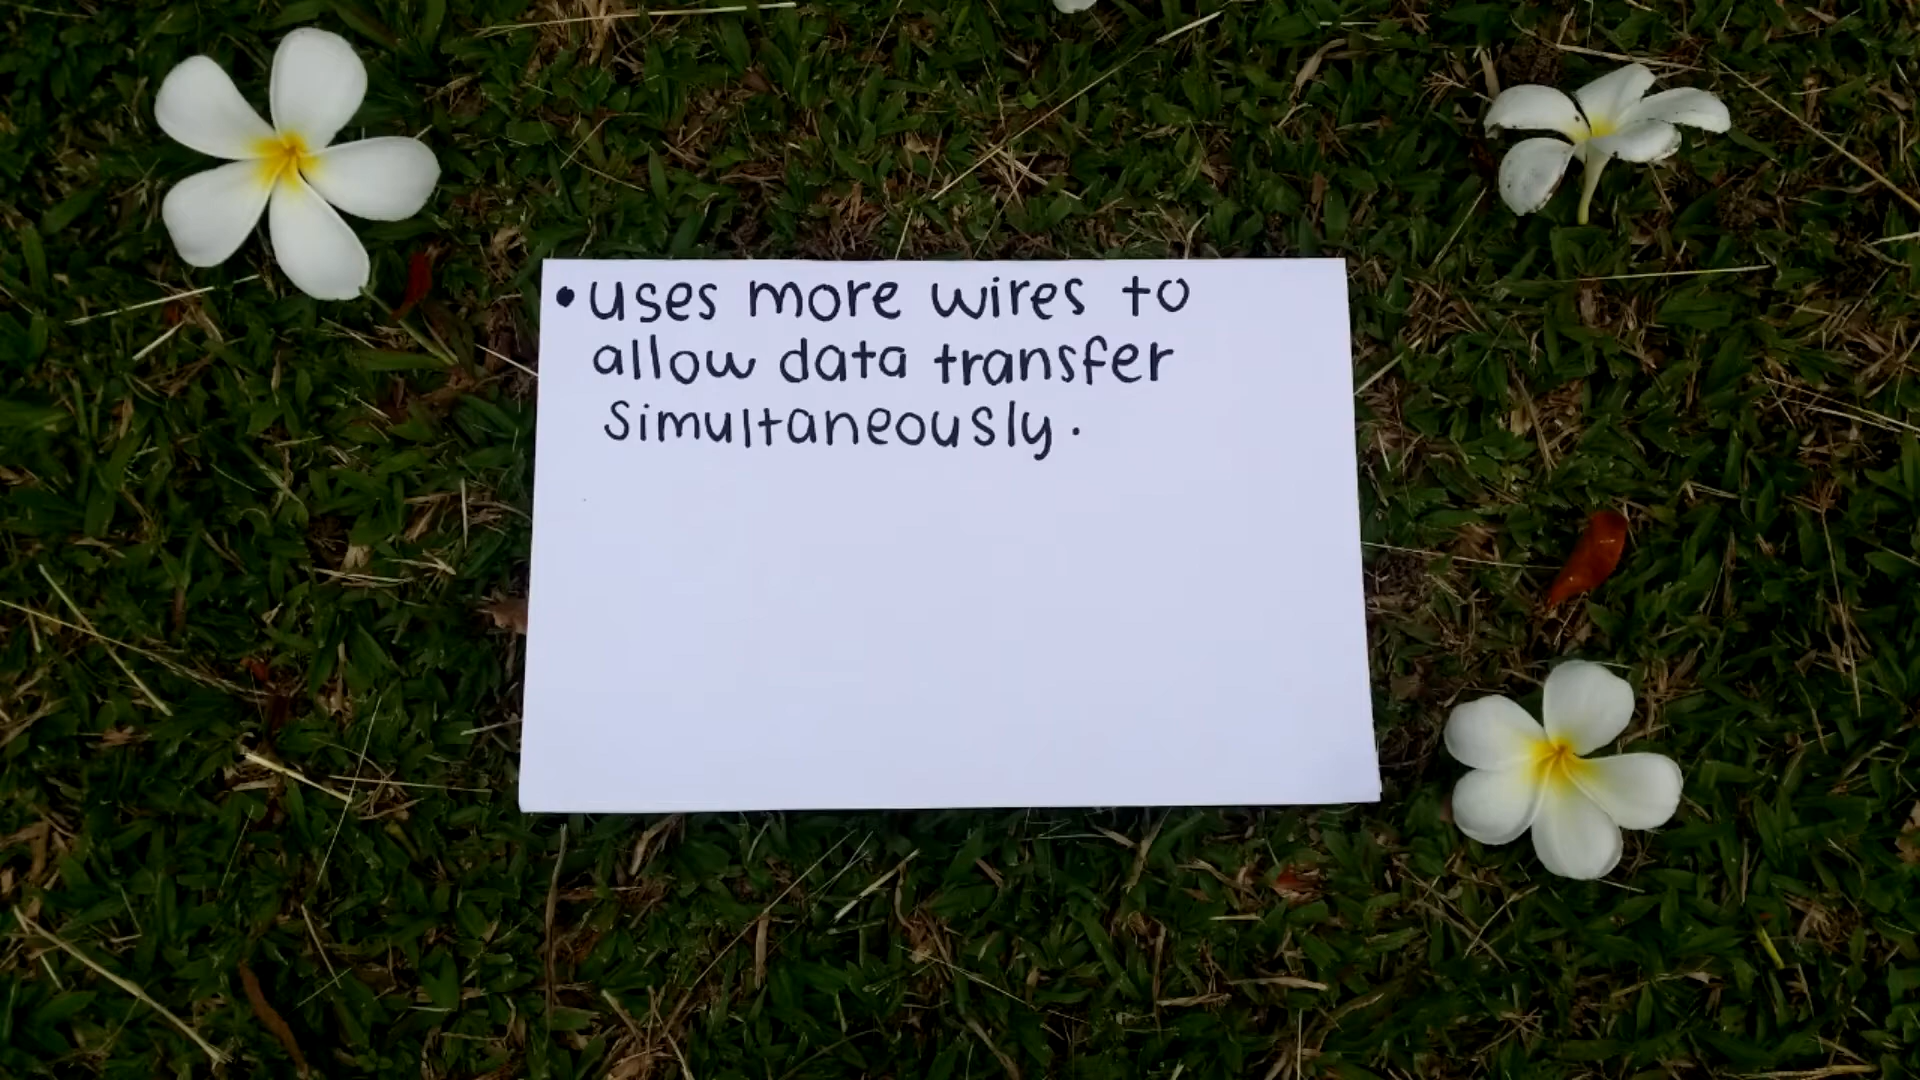 • uses more wires to
allow data transfer
simultaneously.